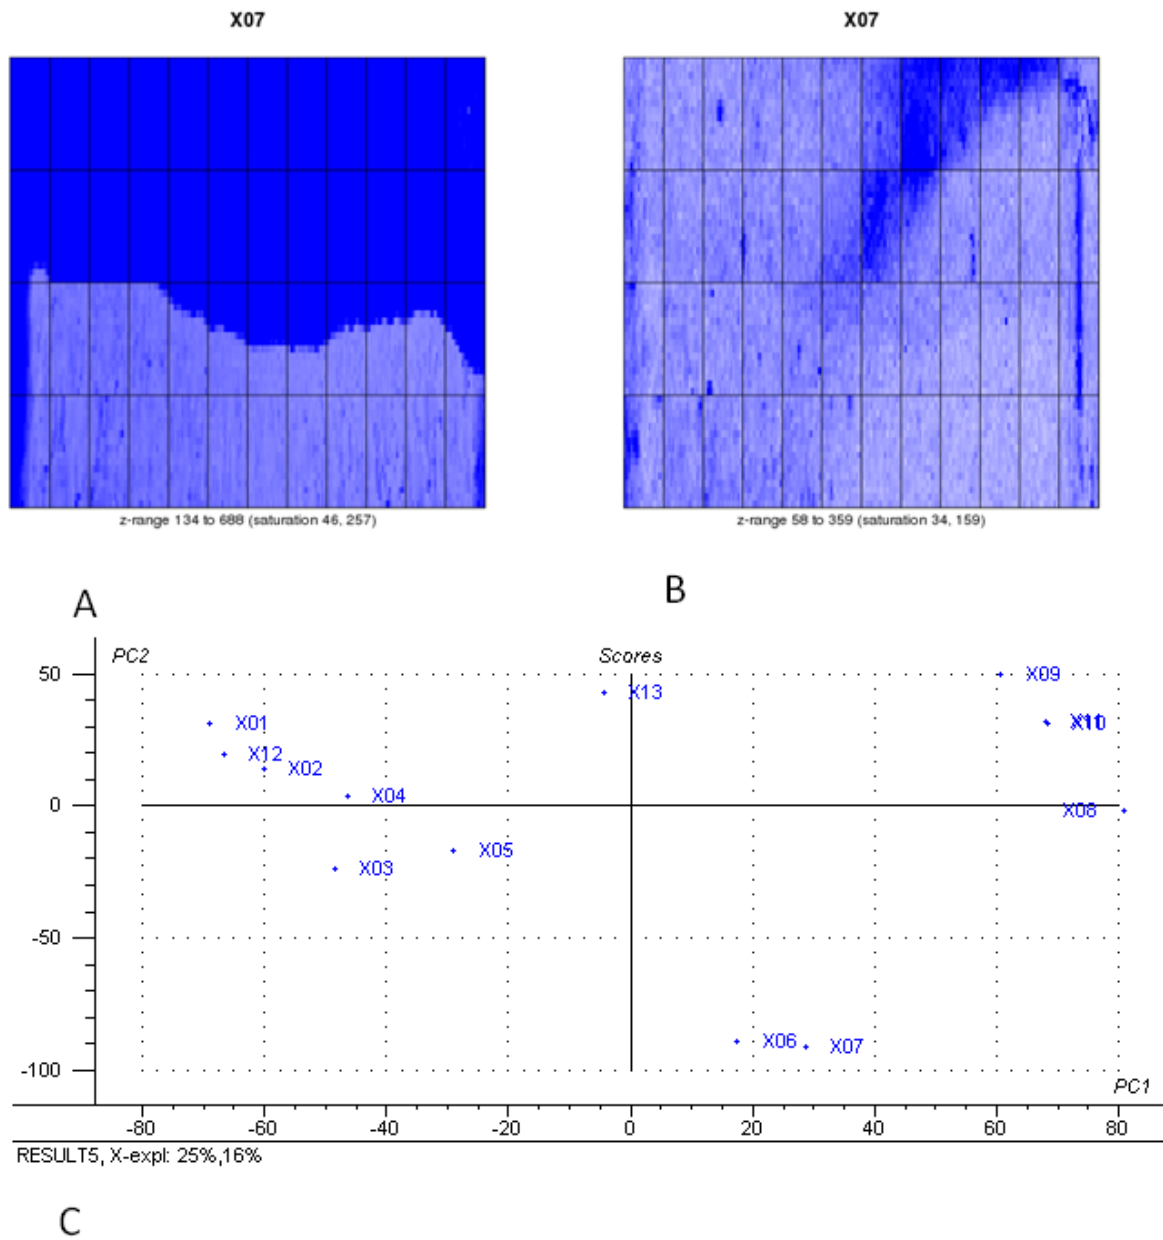 X07 X07
z-range 134 to 688 (saturation 46, 257) z-range 58 to 359 (saturation 34, 159)
A B
PC2 Scores
50 X09
X13
X01 X10
X12
X02
X04
0 X08
X05
X03
-50
X06 X07
-100
PC1
-80 -60 -40 -20 0 20 40 60 80
RESULT5, X-expl: 25%,16%
C